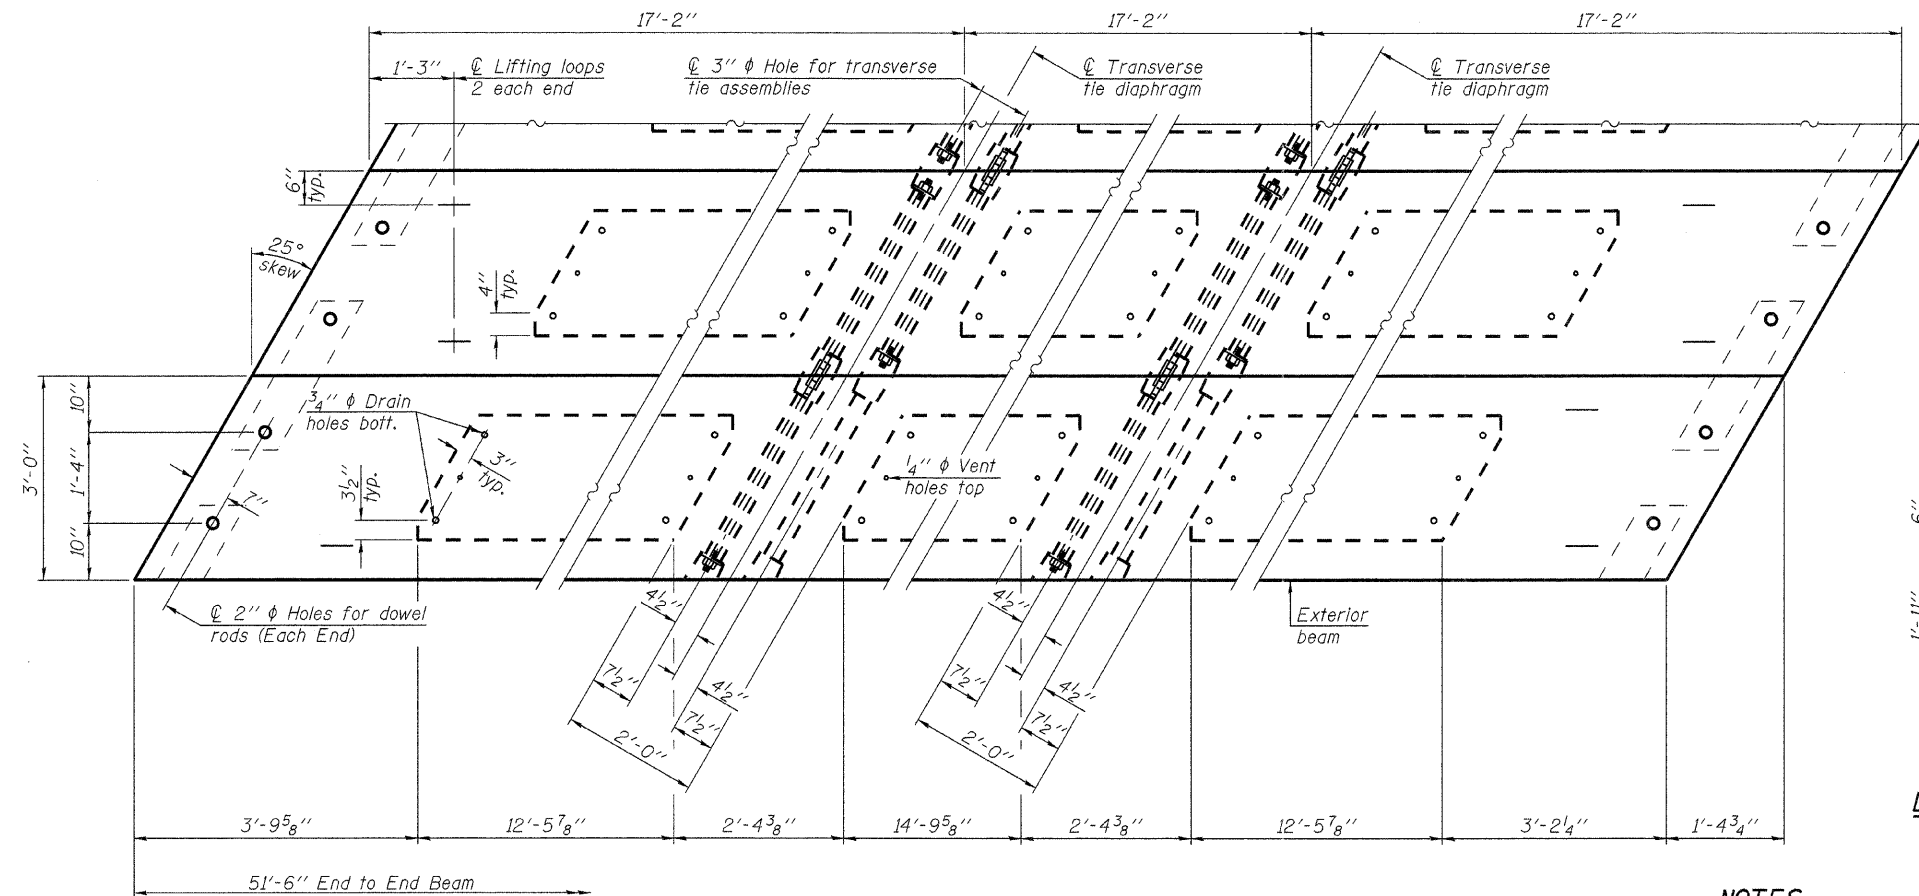 17'-2"
17'-2"
17'-2"
1'-3"
℄ Lifting loops
2 each end
℄ 3" ϕ Hole for transverse
tie assemblies
℄ Transverse
tie diaphragm
℄ Transverse
tie diaphragm
6"
typ.
25°
skew
4"
typ.
3'-0"
10"
1'-4"
10"
3/4" ϕ Drain
holes bott.
3"
typ.
3 1/2"
typ.
7"
1/4" ϕ Vent
holes top
℄ 2" ϕ Holes for dowel
rods (Each End)
Exterior
beam
4 1/2"
7 1/2"
4 1/2"
7 1/2"
2'-0"
4 1/2"
7 1/2"
4 1/2"
7 1/2"
2'-0"
6"
1'-11"
3'-9 5/8"
12'-5 7/8"
2'-4 3/8"
14'-9 5/8"
2'-4 3/8"
12'-5 7/8"
3'-2 1/4"
1'-4 3/4"
51'-6" End to End Beam
NOTES